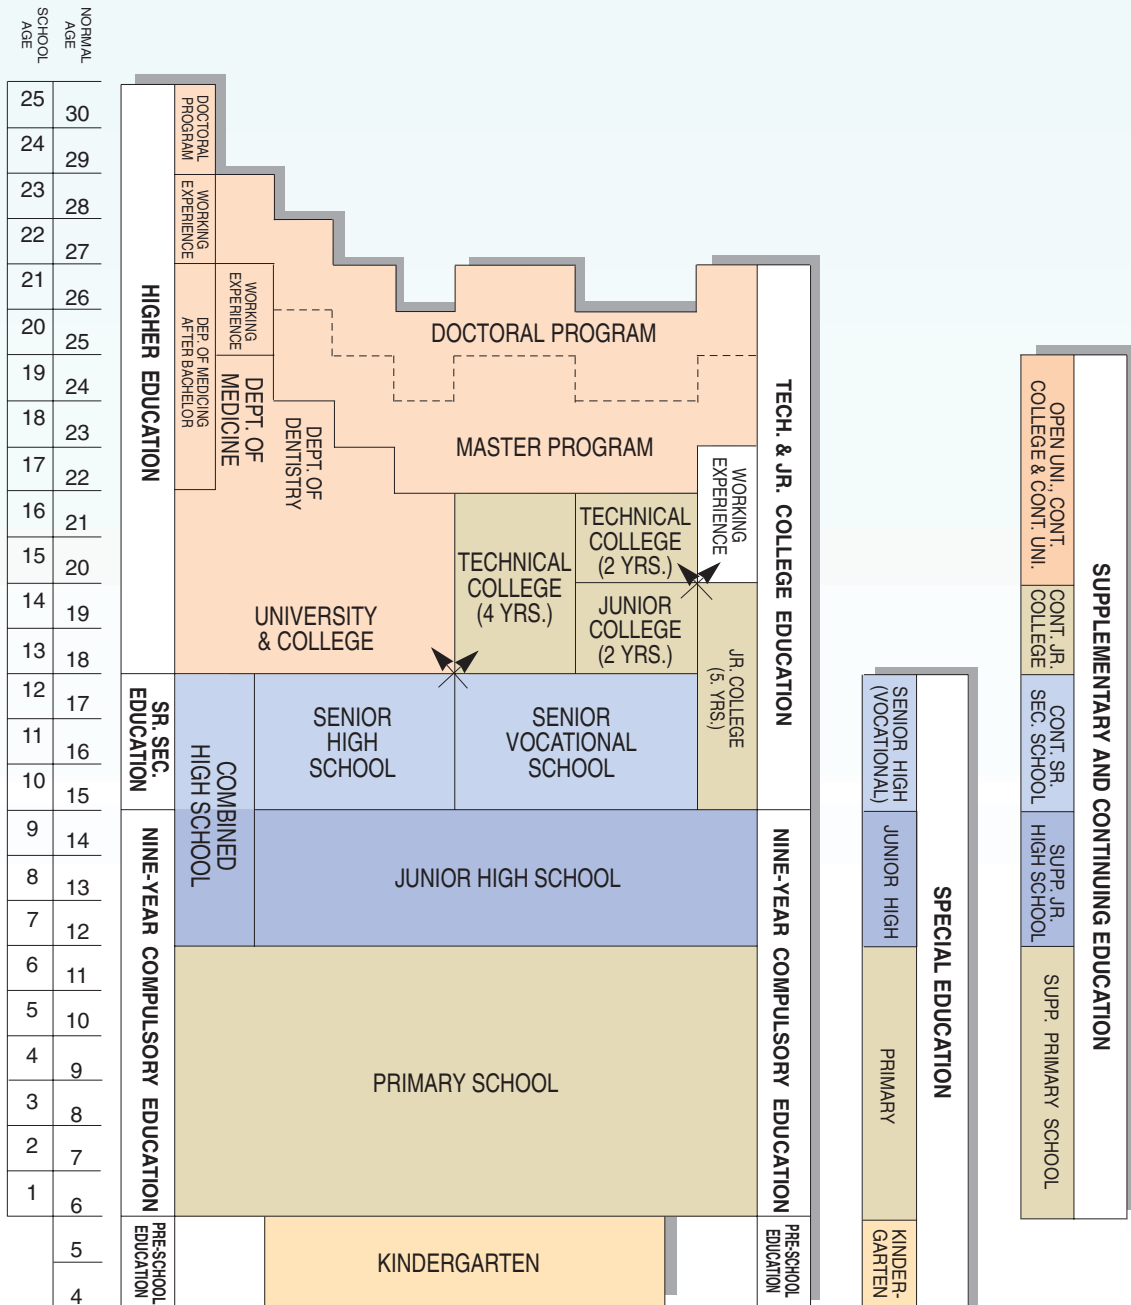 SCHOOL
AGE
NORMAL
AGE
25
30
24
29
23
28
22
27
21
26
20
25
19
24
18
23
17
22
16
21
15
20
14
19
13
18
12
17
11
16
10
15
9
14
8
13
7
12
6
11
5
10
4
9
3
8
2
7
1
6
5
4
HIGHER EDUCATION
SR. SEC.
EDUCATION
NINE-YEAR COMPULSORY EDUCATION
PRE-SCHOOL
EDUCATION
DOCTORAL
PROGRAM
WORKING
EXPERIENCE
DEP. OF MEDICING
AFTER BACHELOR
WORKING
EXPERIENCE
DEPT. OF
MEDICINE
DEPT. OF
DENTISTRY
DOCTORAL PROGRAM
MASTER PROGRAM
WORKING
EXPERIENCE
TECHNICAL
COLLEGE
(4 YRS.)
TECHNICAL
COLLEGE
(2 YRS.)
JUNIOR
COLLEGE
(2 YRS.)
JR. COLLEGE
(5. YRS.)
UNIVERSITY
& COLLEGE
COMBINED
HIGH SCHOOL
SENIOR
HIGH
SCHOOL
SENIOR
VOCATIONAL
SCHOOL
JUNIOR HIGH SCHOOL
PRIMARY SCHOOL
KINDERGARTEN
TECH. & JR. COLLEGE EDUCATION
NINE-YEAR COMPULSORY EDUCATION
PRE-SCHOOL
EDUCATION
SENIOR HIGH
(VOCATIONAL)
JUNIOR HIGH
PRIMARY
KINDER-
GARTEN
SPECIAL EDUCATION
OPEN UNI., CONT.
COLLEGE & CONT. UNI.
CONT. JR.
COLLEGE
CONT. SR.
SEC. SCHOOL
SUPP. JR.
HIGH SCHOOL
SUPP. PRIMARY SCHOOL
SUPPLEMENTARY AND CONTINUING EDUCATION